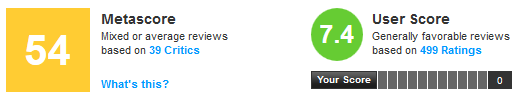 54
Metascore
Mixed or average reviews
based on 39 Critics
What's this?
7.4
User Score
Generally favorable reviews
based on 499 Ratings
Your Score
0